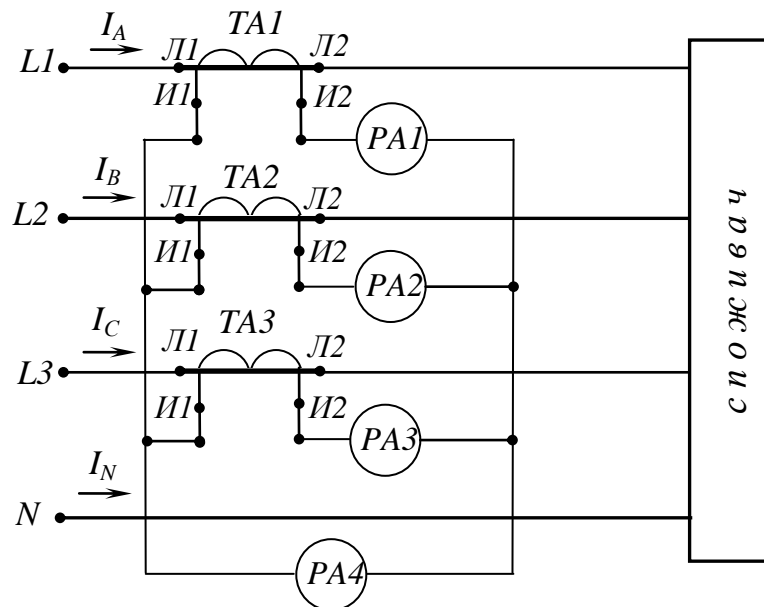 I_A TA1
L1 Л1 Л2
И1 И2
PA1
I_B TA2
L2 Л1 Л2
И1 И2
PA2
I_C TA3
L3 Л1 Л2
И1 И2
PA3
I_N
N
PA4
споживач